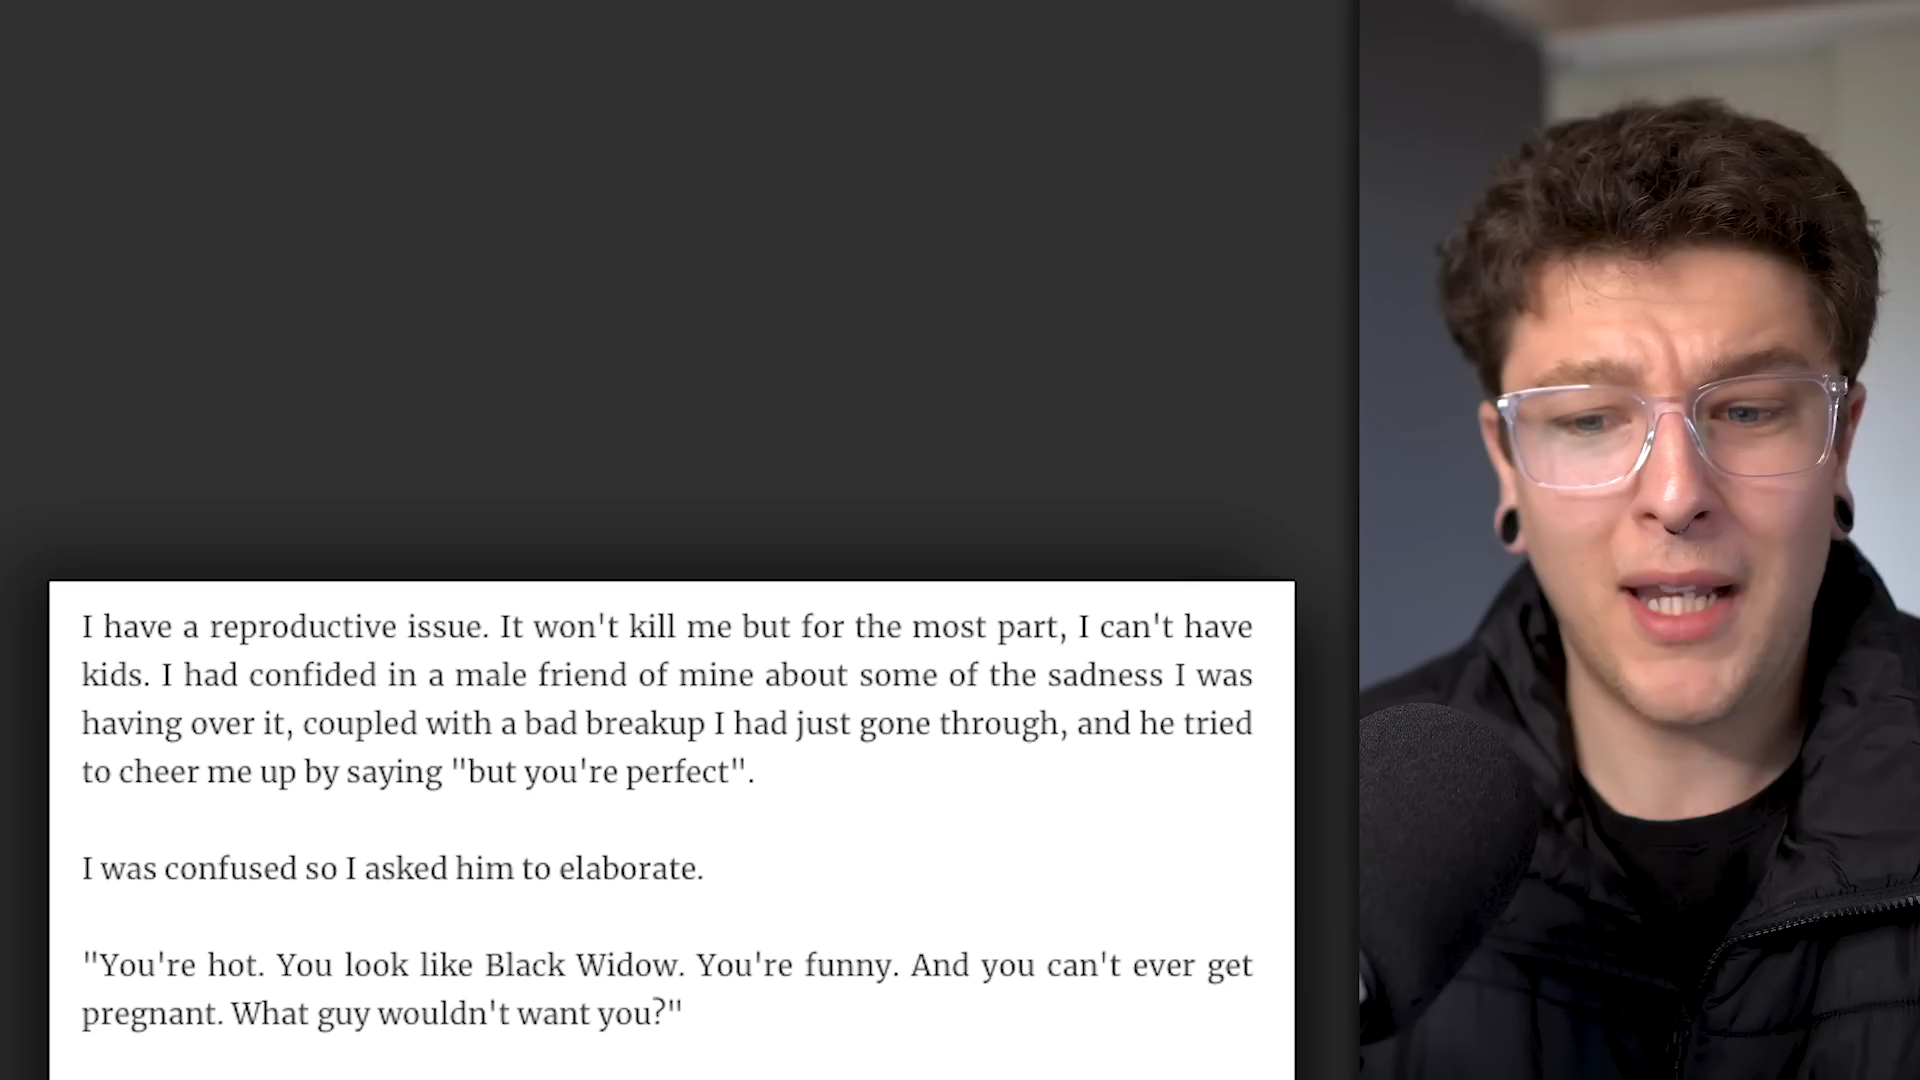 I have a reproductive issue. It won't kill me but for the most part, I can't have
kids. I had confided in a male friend of mine about some of the sadness I was
having over it, coupled with a bad breakup I had just gone through, and he tried
to cheer me up by saying "but you're perfect".
I was confused so I asked him to elaborate.
"You're hot. You look like Black Widow. You're funny. And you can't ever get
pregnant. What guy wouldn't want you?"